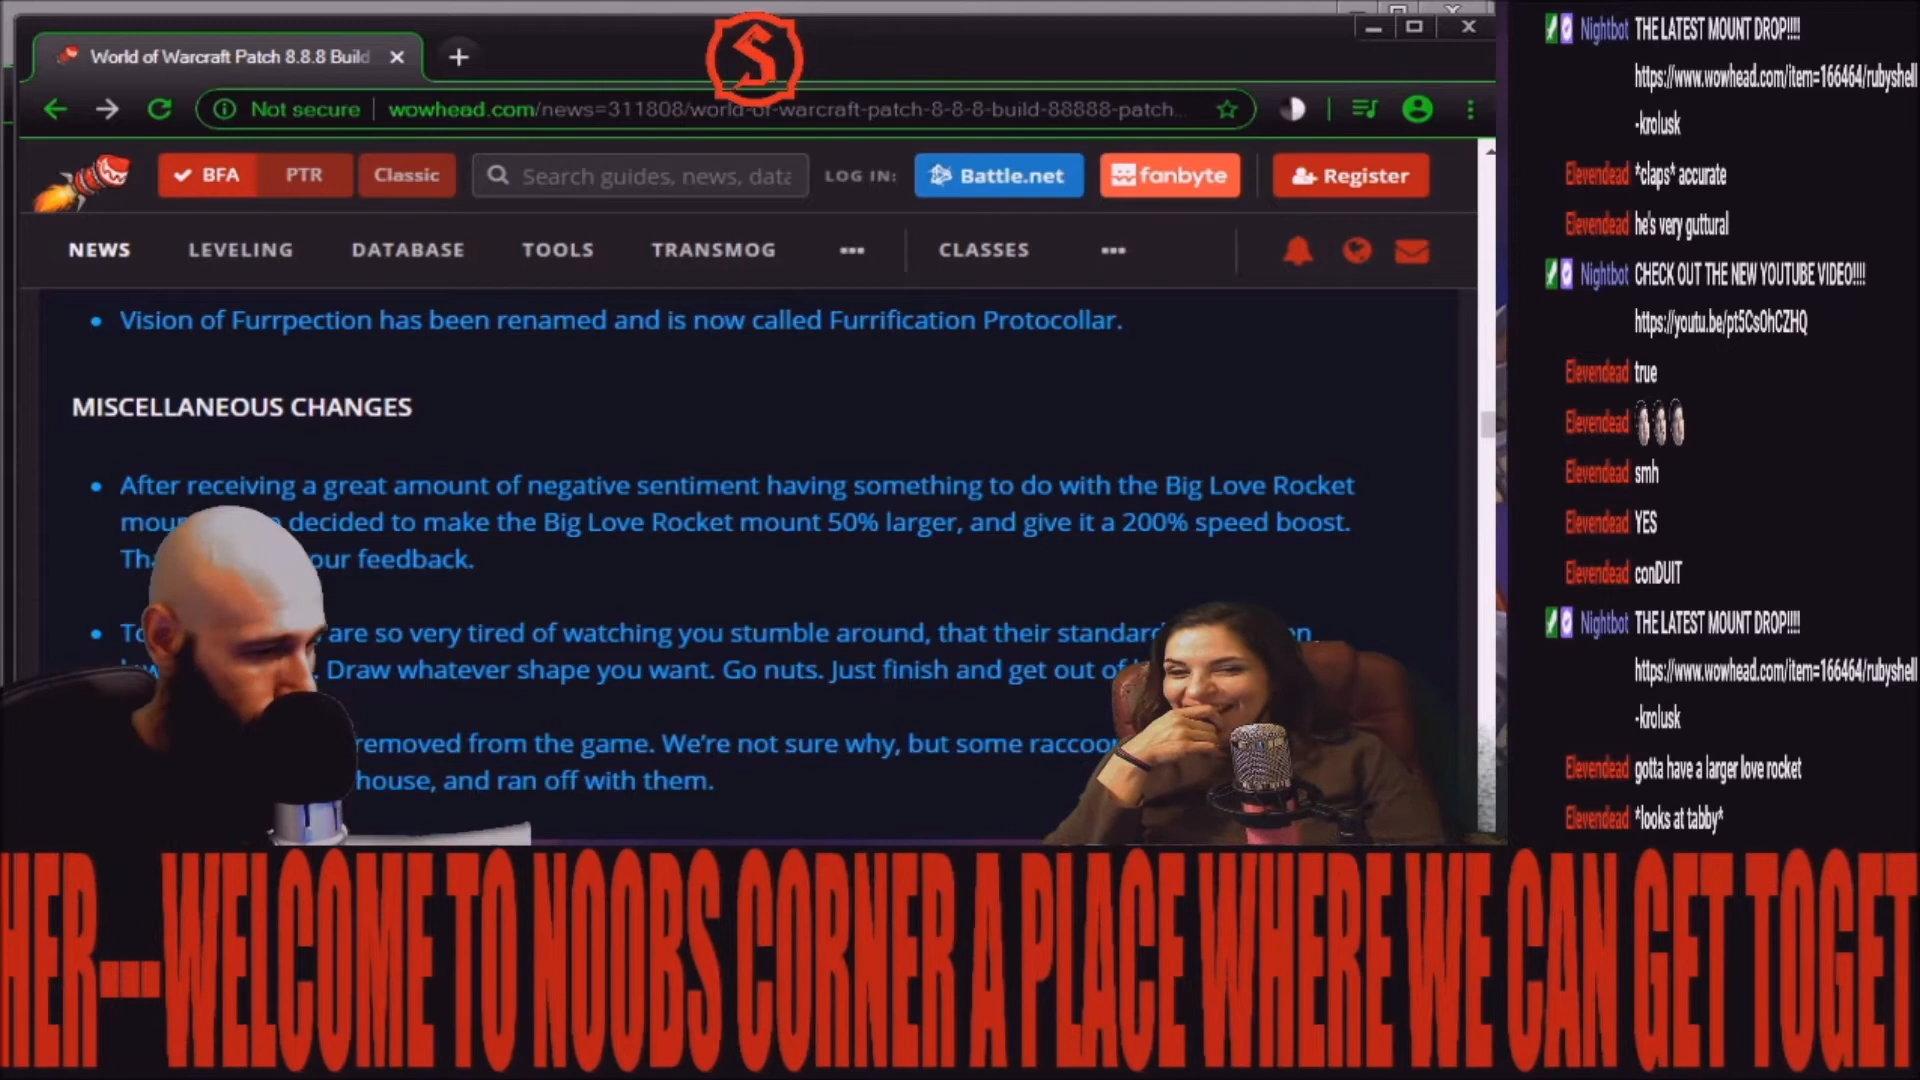 World of Warcraft Patch 8.8.8 Build
Not secure
wowhead.com/news=311808/world-of-warcraft-patch-8-8-8-build-88888-patch...
BFA
PTR
Classic
Search guides, news, data
LOG IN:
Battle.net
fanbyte
Register
NEWS
LEVELING
DATABASE
TOOLS
TRANSMOG
CLASSES
• Vision of Furrpection has been renamed and is now called Furrification Protocollar.
MISCELLANEOUS CHANGES
• After receiving a great amount of negative sentiment having something to do with the Big Love Rocket
decided to make the Big Love Rocket mount 50% larger, and give it a 200% speed boost.
our feedback.
are so very tired of watching you stumble around, that their
Draw whatever shape you want. Go nuts. Just finish and get out of
removed from the game. We're not sure why, but some
house, and ran off with them.
Nightbot THE LATEST MOUNT DROP!!!!
https://www.wowhead.com/item=166464/rubyshell
-krolusk
Elevendead *claps* accurate
Elevendead he's very guttural
Nightbot CHECK OUT THE NEW YOUTUBE VIDEO!!!!
https://youtu.be/pt5CsOhCZHQ
Elevendead true
Elevendead
Elevendead smh
Elevendead YES
Elevendead conDUIT
Nightbot THE LATEST MOUNT DROP!!!!
https://www.wowhead.com/item=166464/rubyshell
-krolusk
Elevendead gotta have a larger love rocket
Elevendead *looks at tabby*
HER---WELCOME TO NOOBS CORNER A PLACE WHERE WE CAN GET TOGET